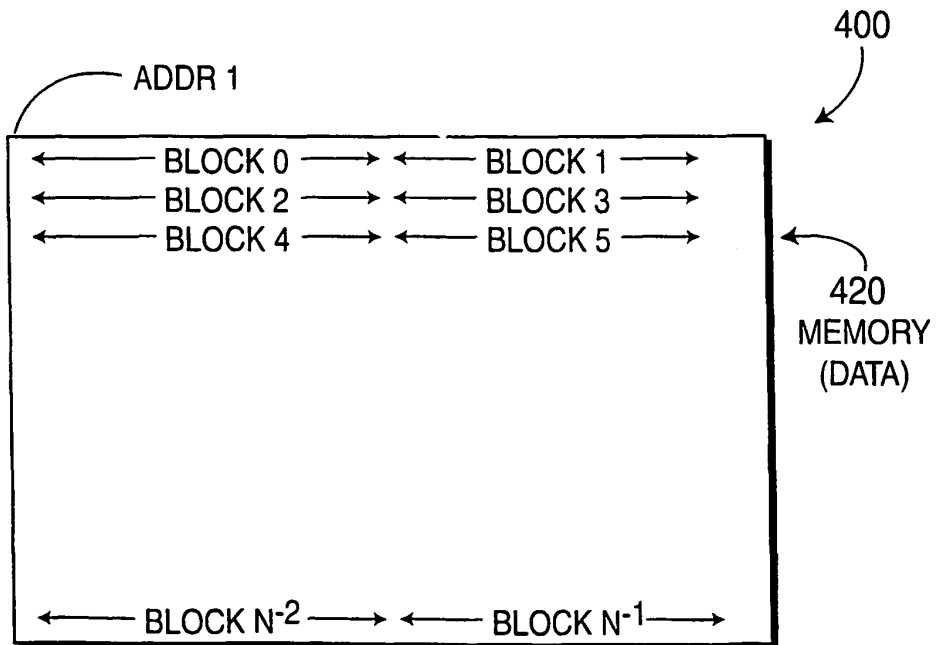 400
ADDR 1
BLOCK 0 BLOCK 1
BLOCK 2 BLOCK 3
BLOCK 4 BLOCK 5
420
MEMORY
(DATA)
BLOCK N-2 BLOCK N-1